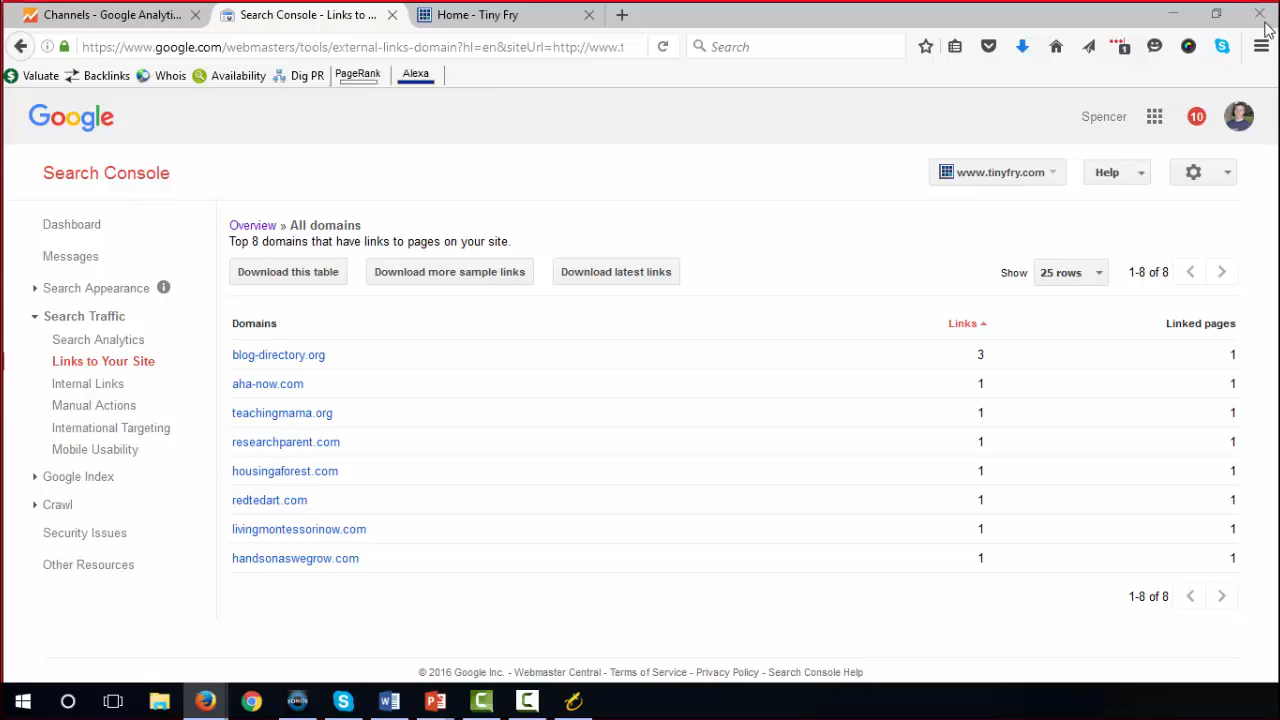 Channels - Google Analyti...
Search Console - Links to ...
Home - Tiny Fry
https://www.google.com/webmasters/tools/external-links-domain?hl=en&siteUrl=http://www.t
Search
1
$ Valuate
Backlinks
Whois
Availability
Dig PR
PageRank
Alexa
Google
Spencer
10
Search Console
www.tinyfry.com
Help
Dashboard
Messages
Search Appearance
Search Traffic
Search Analytics
Links to Your Site
Internal Links
Manual Actions
International Targeting
Mobile Usability
Google Index
Crawl
Security Issues
Other Resources
Overview » All domains
Top 8 domains that have links to pages on your site.
Download this table
Download more sample links
Download latest links
Show
25 rows
1-8 of 8
Domains Links Linked pages
blog-directory.org 3 1
aha-now.com 1 1
teachingmama.org 1 1
researchparent.com 1 1
housingaforest.com 1 1
redtedart.com 1 1
livingmontessorinow.com 1 1
handsonaswegrow.com 1 1
1-8 of 8
© 2016 Google Inc. - Webmaster Central - Terms of Service - Privacy Policy - Search Console Help
SONOS